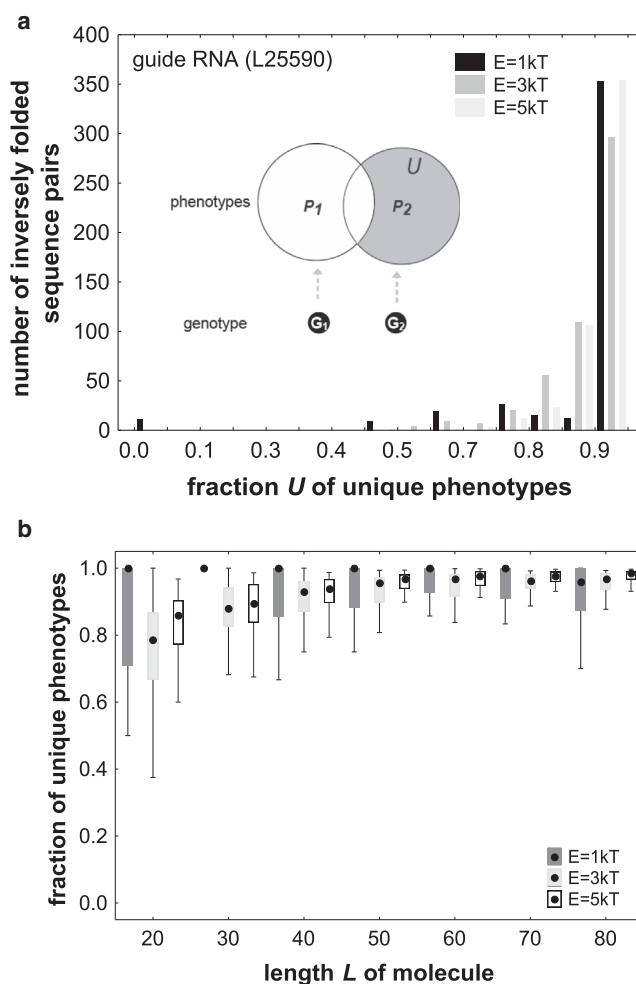 a
400
350
300
250
200
150
100
50
0
number of inversely folded
sequence pairs
guide RNA (L25590)
E=1kT
E=3kT
E=5kT
U
phenotypes
P1
P2
genotype
G1
G2
0.0
0.1
0.2
0.3
0.4
0.5
0.6
0.7
0.8
0.9
fraction U of unique phenotypes
b
1.0
0.8
0.6
0.4
0.2
0.0
fraction of unique phenotypes
E=1kT
E=3kT
E=5kT
20
30
40
50
60
70
80
length L of molecule